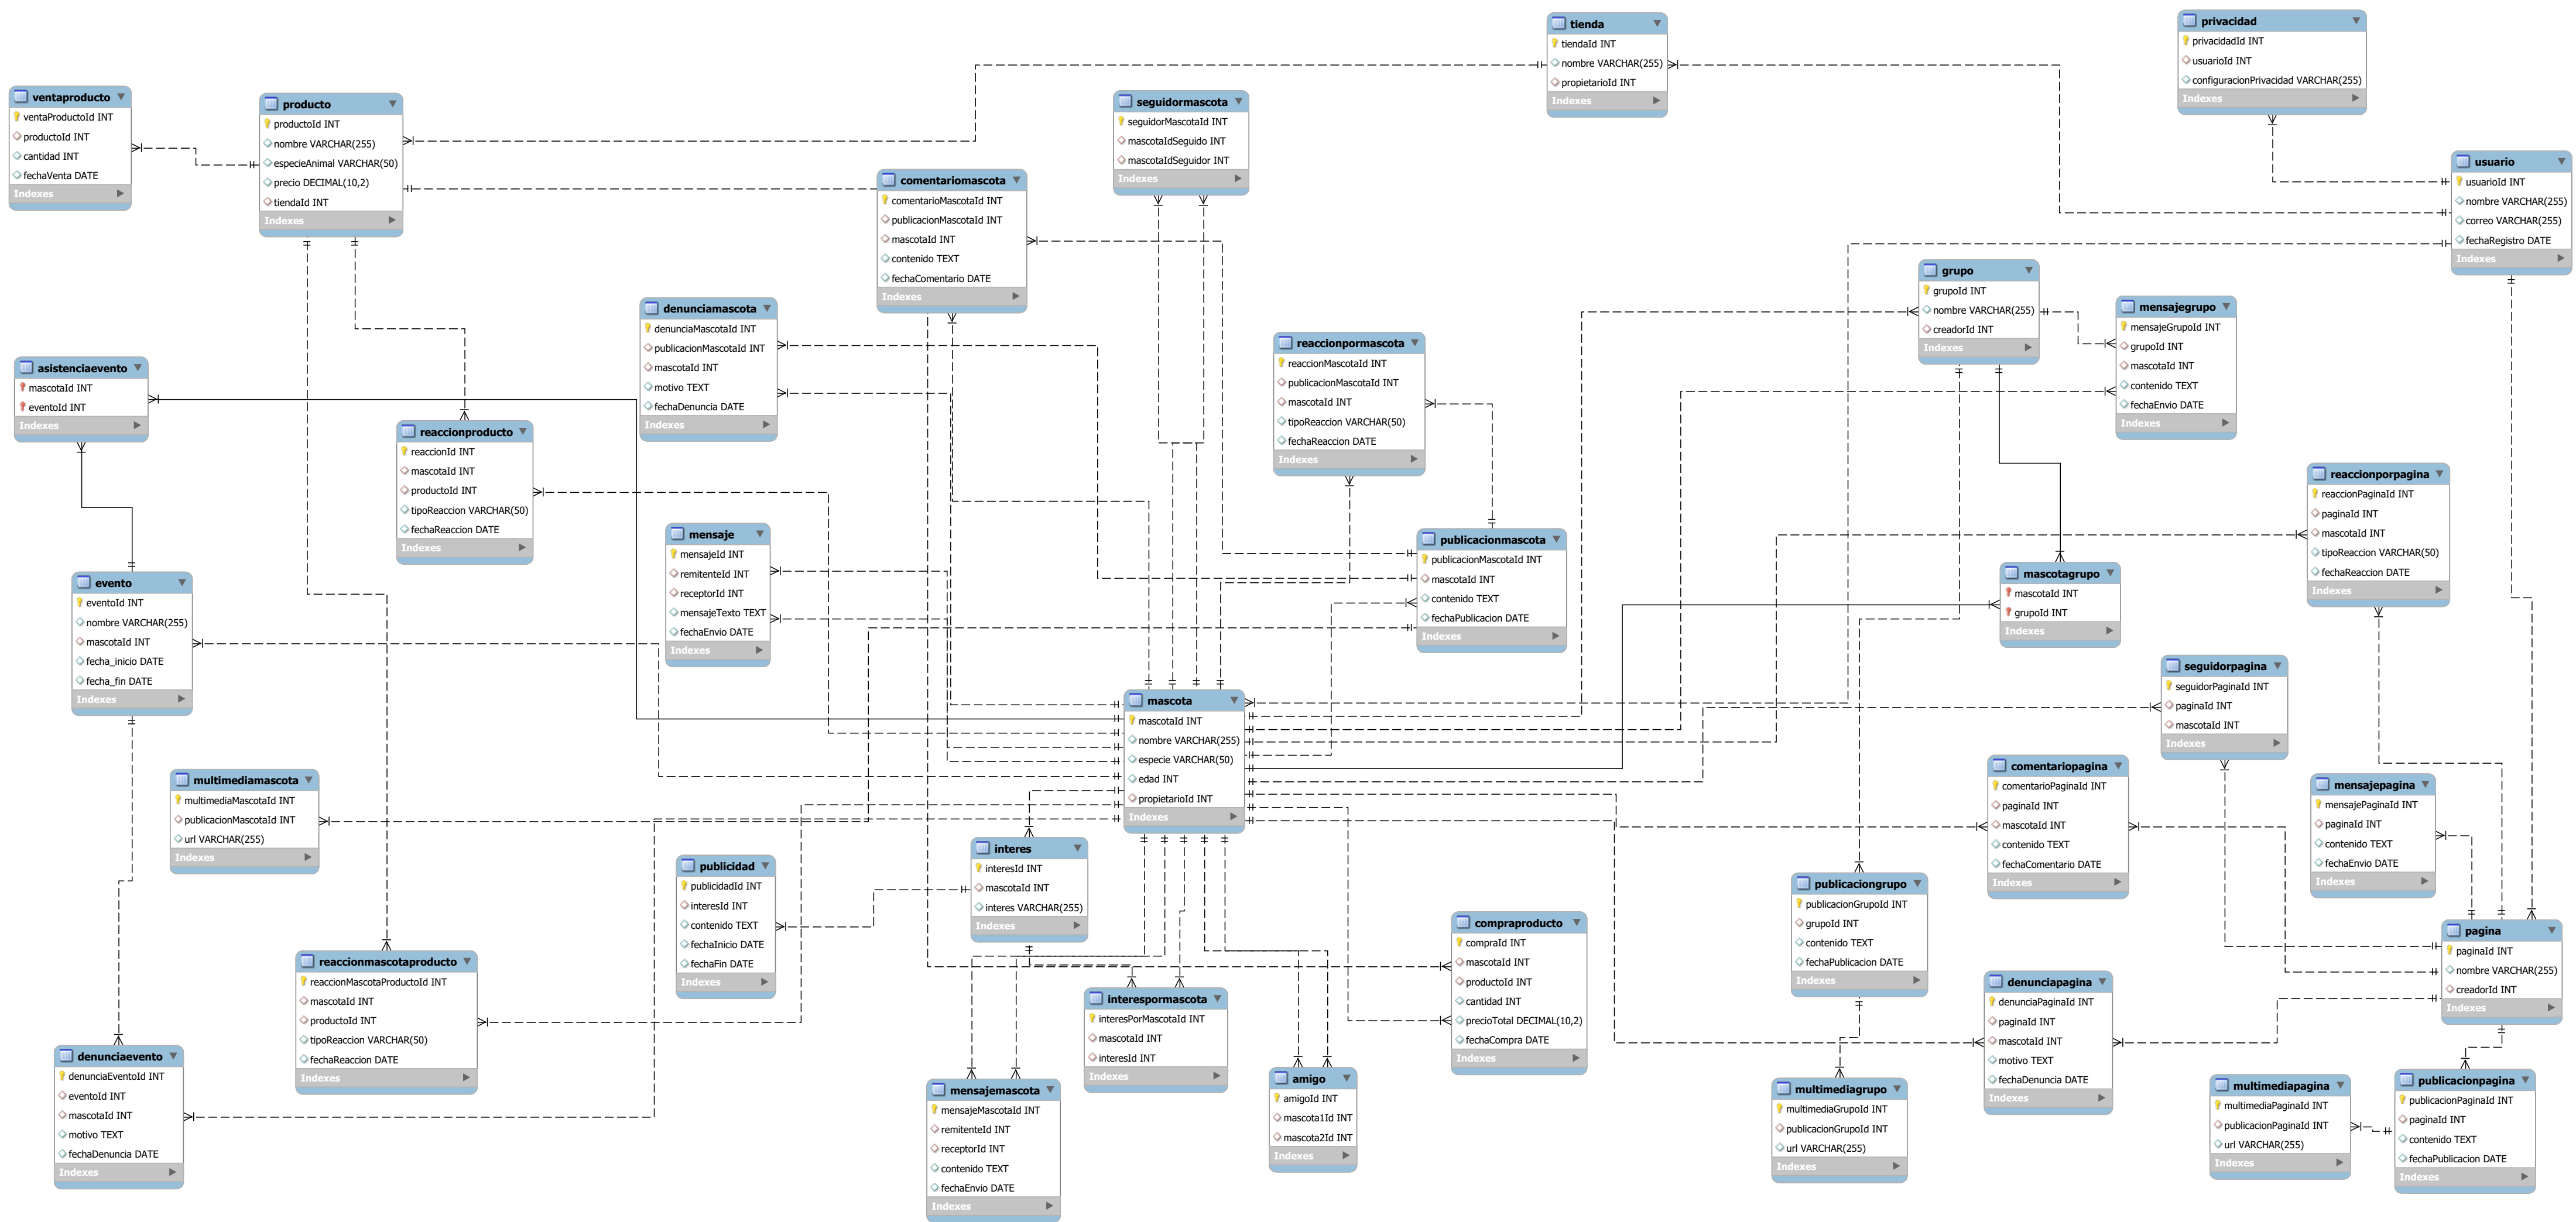 tienda
tiendaId INT
nombre VARCHAR(255)
propietarioId INT
Indexes
privacidad
privacidadId INT
usuarioId INT
configuracionPrivacidad VARCHAR(255)
Indexes
ventaproducto
ventaProductoId INT
productoId INT
cantidad INT
fechaVenta DATE
Indexes
producto
productoId INT
nombre VARCHAR(255)
especieAnimal VARCHAR(50)
precio DECIMAL(10,2)
tiendaId INT
Indexes
seguidormascota
seguidorMascotaId INT
mascotaIdSeguido INT
mascotaIdSeguidor INT
Indexes
usuario
usuarioId INT
nombre VARCHAR(255)
correo VARCHAR(255)
fechaRegistro DATE
Indexes
comentariomascota
comentarioMascotaId INT
publicacionMascotaId INT
mascotaId INT
contenido TEXT
fechaComentario DATE
Indexes
grupo
grupoId INT
nombre VARCHAR(255)
creadorId INT
Indexes
mensajegrupo
mensajeGrupoId INT
grupoId INT
mascotaId INT
contenido TEXT
fechaEnvio DATE
Indexes
denunciamascota
denunciaMascotaId INT
publicacionMascotaId INT
mascotaId INT
motivo TEXT
fechaDenuncia DATE
Indexes
reaccionpormascota
reaccionMascotaId INT
publicacionMascotaId INT
mascotaId INT
tipoReaccion VARCHAR(50)
fechaReaccion DATE
Indexes
asistenciaevento
mascotaId INT
eventoId INT
Indexes
reaccionproducto
reaccionId INT
mascotaId INT
productoId INT
tipoReaccion VARCHAR(50)
fechaReaccion DATE
Indexes
reaccionporpagina
reaccionPaginaId INT
paginaId INT
mascotaId INT
tipoReaccion VARCHAR(50)
fechaReaccion DATE
Indexes
mensaje
mensajeId INT
remitenteId INT
receptorId INT
mensajeTexto TEXT
fechaEnvio DATE
Indexes
publicacionmascota
publicacionMascotaId INT
mascotaId INT
contenido TEXT
fechaPublicacion DATE
Indexes
evento
eventoId INT
nombre VARCHAR(255)
mascotaId INT
fecha_inicio DATE
fecha_fin DATE
Indexes
mascotagrupo
mascotaId INT
grupoId INT
Indexes
seguidorpagina
seguidorPaginaId INT
paginaId INT
mascotaId INT
Indexes
mascota
mascotaId INT
nombre VARCHAR(255)
especie VARCHAR(50)
edad INT
propietarioId INT
Indexes
multimediamascota
multimediaMascotaId INT
publicacionMascotaId INT
url VARCHAR(255)
Indexes
comentariopagina
comentarioPaginaId INT
paginaId INT
mascotaId INT
contenido TEXT
fechaComentario DATE
Indexes
mensajepagina
mensajePaginaId INT
paginaId INT
contenido TEXT
fechaEnvio DATE
Indexes
interes
interesId INT
mascotaId INT
interes VARCHAR(255)
Indexes
publicidad
publicidadId INT
interesId INT
contenido TEXT
fechaInicio DATE
fechaFin DATE
Indexes
publicaciongrupo
publicacionGrupoId INT
grupoId INT
contenido TEXT
fechaPublicacion DATE
Indexes
compraproducto
compraId INT
mascotaId INT
productoId INT
cantidad INT
precioTotal DECIMAL(10,2)
fechaCompra DATE
Indexes
pagina
paginaId INT
nombre VARCHAR(255)
creadorId INT
Indexes
reaccionmascotaproducto
reaccionMascotaProductoId INT
mascotaId INT
productoId INT
tipoReaccion VARCHAR(50)
fechaReaccion DATE
Indexes
denunciapagina
denunciaPaginaId INT
paginaId INT
mascotaId INT
motivo TEXT
fechaDenuncia DATE
Indexes
interespormascota
interesPorMascotaId INT
mascotaId INT
interesId INT
Indexes
denunciaevento
denunciaEventoId INT
eventoId INT
mascotaId INT
motivo TEXT
fechaDenuncia DATE
Indexes
mensajemascota
mensajeMascotaId INT
remitenteId INT
receptorId INT
contenido TEXT
fechaEnvio DATE
Indexes
amigo
amigoId INT
mascota1Id INT
mascota2Id INT
Indexes
multimediagrupo
multimediaGrupoId INT
publicacionGrupoId INT
url VARCHAR(255)
Indexes
multimediapagina
multimediaPaginaId INT
publicacionPaginaId INT
url VARCHAR(255)
Indexes
publicacionpagina
publicacionPaginaId INT
paginaId INT
contenido TEXT
fechaPublicacion DATE
Indexes